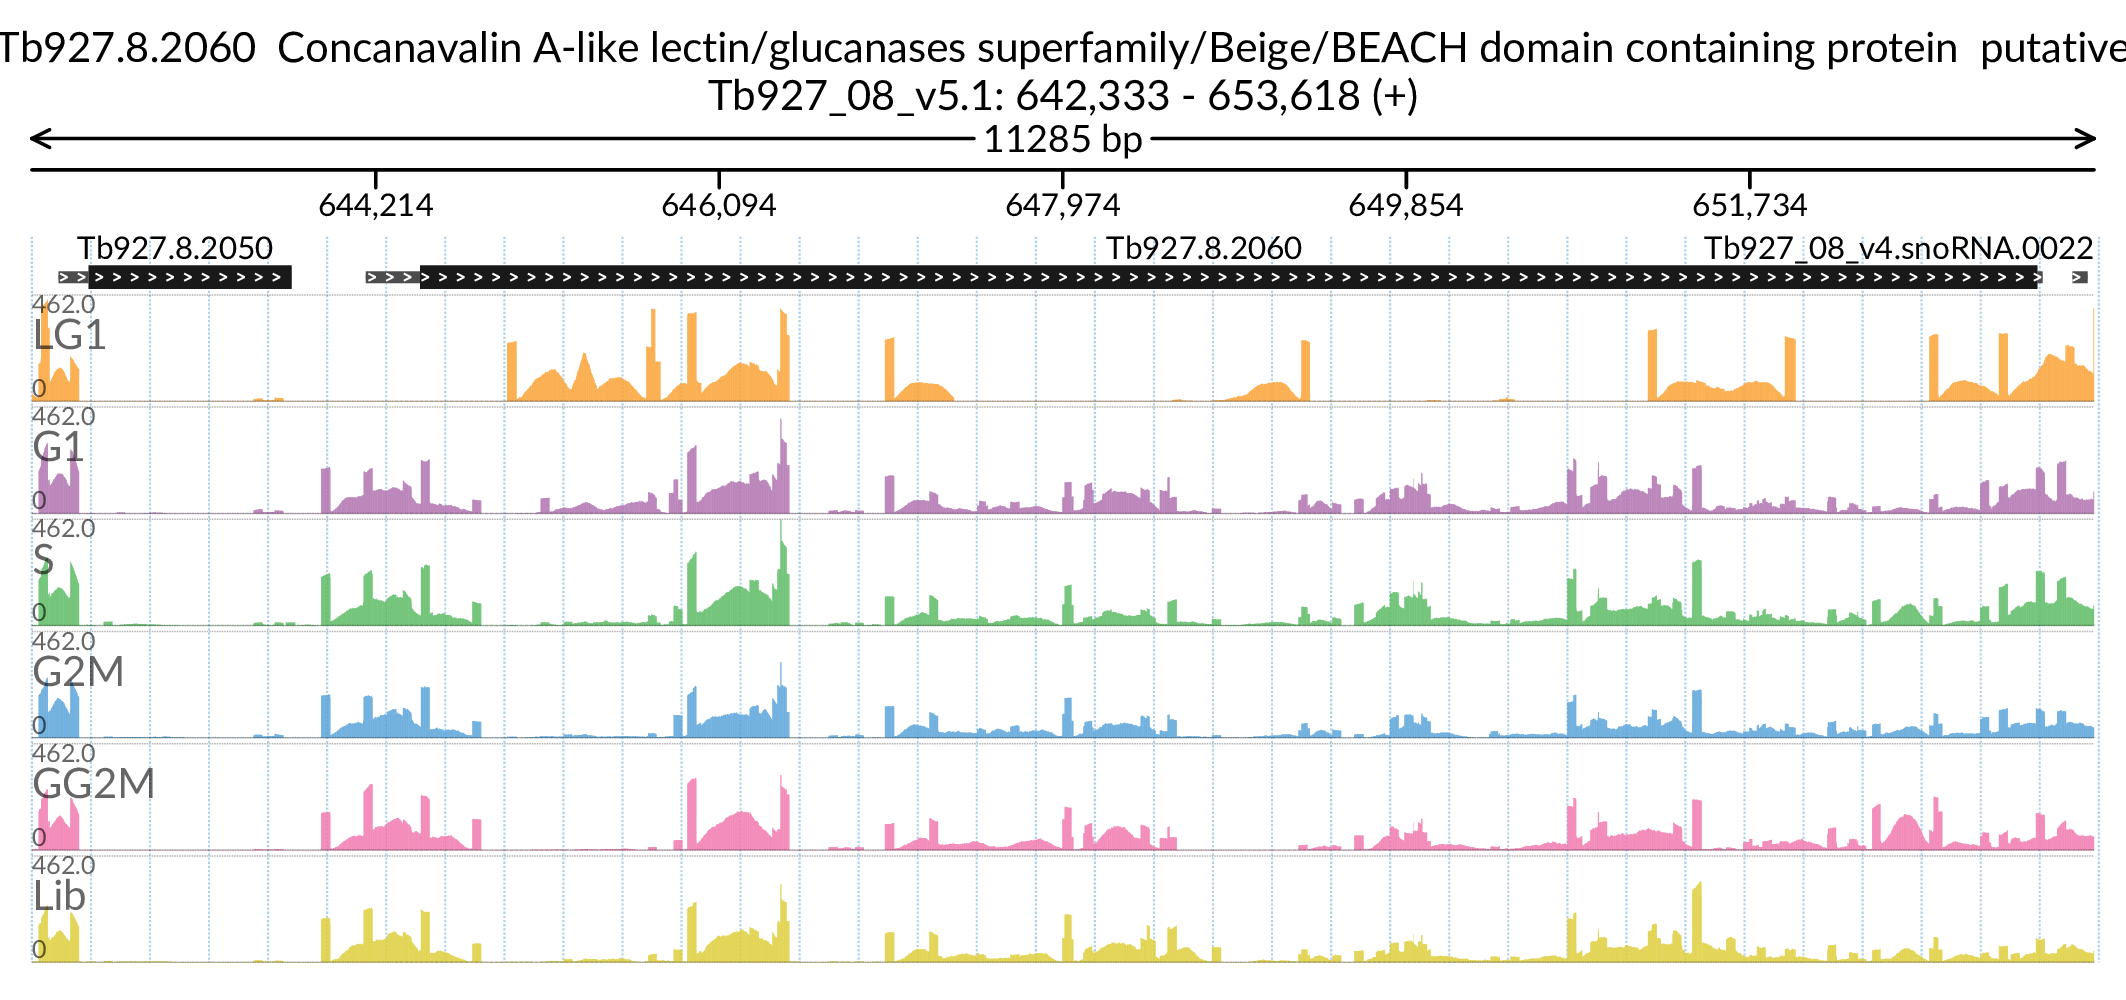 Tb927.8.2060 Concanavalin A-like lectin/glucanases superfamily/Beige/BEACH domain containing protein putative
Tb927_08_v5.1: 642,333 - 653,618 (+)
11285 bp
644,214 646,094 647,974 649,854 651,734
Tb927.8.2050 Tb927.8.2060 Tb927_08_v4.snoRNA.0022
462.0
LG1
0
462.0
G1
0
462.0
S
0
462.0
G2M
0
462.0
GG2M
0
462.0
Lib
0